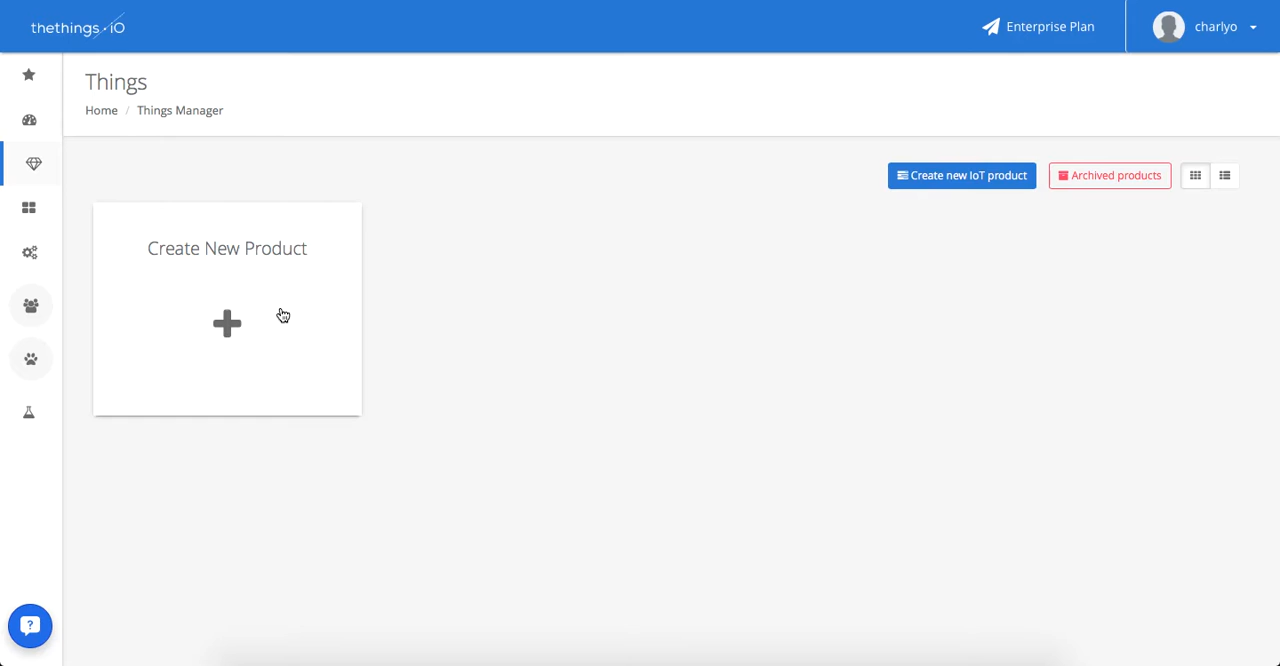 thethings.iO
Enterprise Plan
charlyo
Things
Home / Things Manager
Create new IoT product
Archived products
Create New Product
?